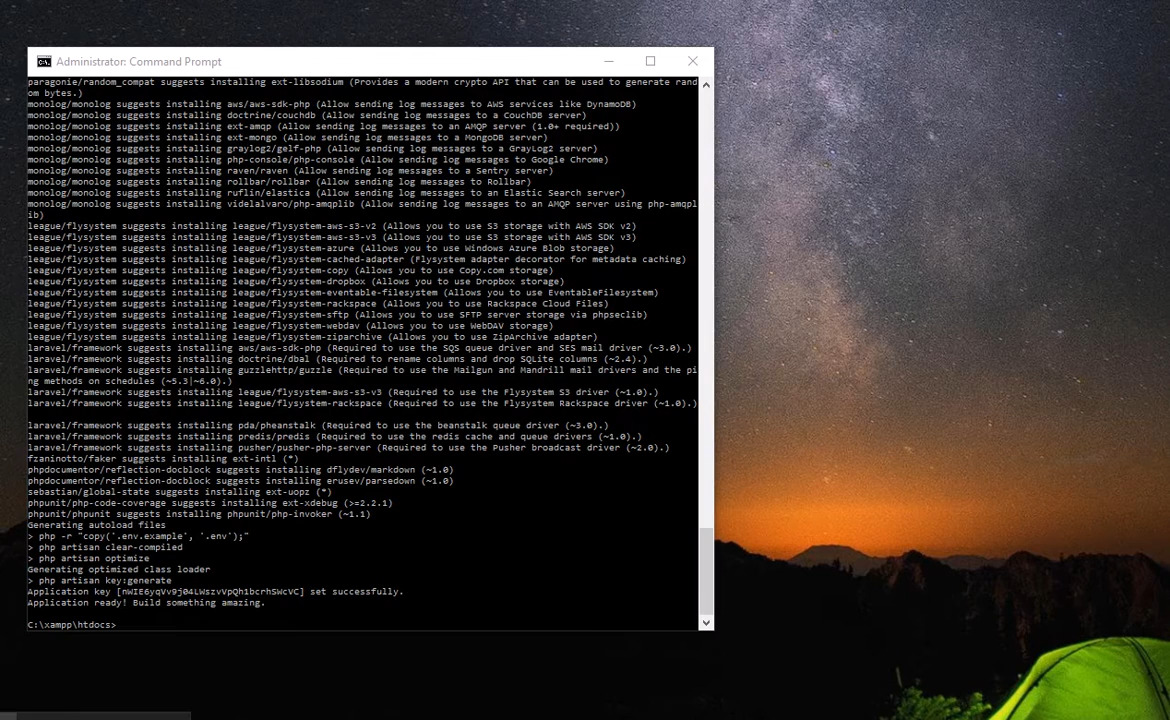 Administrator: Command Prompt
paragonie/random_compat suggests installing ext-libsodium (Provides a modern crypto API that can be used to generate rand
om bytes.)
monolog/monolog suggests installing aws/aws-sdk-php (Allow sending log messages to AWS services like DynamoDB)
monolog/monolog suggests installing doctrine/couchdb (Allow sending log messages to a CouchDB server)
monolog/monolog suggests installing ext-amqp (Allow sending log messages to an AMQP server (1.0+ required))
monolog/monolog suggests installing ext-mongo (Allow sending log messages to a MongoDB server)
monolog/monolog suggests installing graylog2/gelf-php (Allow sending log messages to a GrayLog2 server)
monolog/monolog suggests installing php-console/php-console (Allow sending log messages to Google Chrome)
monolog/monolog suggests installing raven/raven (Allow sending log messages to a Sentry server)
monolog/monolog suggests installing rollbar/rollbar (Allow sending log messages to Rollbar)
monolog/monolog suggests installing ruflin/elastica (Allow sending log messages to an Elastic Search server)
monolog/monolog suggests installing videlalvaro/php-amqplib (Allow sending log messages to an AMQP server using php-amqpl
ib)
league/flysystem suggests installing league/flysystem-aws-s3-v2 (Allows you to use S3 storage with AWS SDK v2)
league/flysystem suggests installing league/flysystem-aws-s3-v3 (Allows you to use S3 storage with AWS SDK v3)
league/flysystem suggests installing league/flysystem-azure (Allows you to use Windows Azure Blob storage)
league/flysystem suggests installing league/flysystem-cached-adapter (Flysystem adapter decorator for metadata caching)
league/flysystem suggests installing league/flysystem-copy (Allows you to use Copy.com storage)
league/flysystem suggests installing league/flysystem-dropbox (Allows you to use Dropbox storage)
league/flysystem suggests installing league/flysystem-eventable-filesystem (Allows you to use EventableFilesystem)
league/flysystem suggests installing league/flysystem-rackspace (Allows you to use Rackspace Cloud Files)
league/flysystem suggests installing league/flysystem-sftp (Allows you to use SFTP server storage via phpseclib)
league/flysystem suggests installing league/flysystem-webdav (Allows you to use WebDAV storage)
league/flysystem suggests installing league/flysystem-ziparchive (Allows you to use ZipArchive adapter)
laravel/framework suggests installing aws/aws-sdk-php (Required to use the SQS queue driver and SES mail driver (~3.0).)
laravel/framework suggests installing doctrine/dbal (Required to rename columns and drop SQLite columns (~2.4).)
laravel/framework suggests installing guzzlehttp/guzzle (Required to use the Mailgun and Mandrill mail drivers and the pi
ng methods on schedules (~5.3|~6.0).)
laravel/framework suggests installing league/flysystem-aws-s3-v3 (Required to use the Flysystem S3 driver (~1.0).)
laravel/framework suggests installing league/flysystem-rackspace (Required to use the Flysystem Rackspace driver (~1.0).)
laravel/framework suggests installing pda/pheanstalk (Required to use the beanstalk queue driver (~3.0).)
laravel/framework suggests installing predis/predis (Required to use the redis cache and queue drivers (~1.0).)
laravel/framework suggests installing pusher/pusher-php-server (Required to use the Pusher broadcast driver (~2.0).)
fzaninotto/faker suggests installing ext-intl (*)
phpdocumentor/reflection-docblock suggests installing dflydev/markdown (~1.0)
phpdocumentor/reflection-docblock suggests installing erusev/parsedown (~1.0)
sebastian/global-state suggests installing ext-uopz (*)
phpunit/php-code-coverage suggests installing ext-xdebug (>=2.2.1)
phpunit/phpunit suggests installing phpunit/php-invoker (~1.1)
Generating autoload files
> php -r "copy('.env.example', '.env');"
> php artisan clear-compiled
> php artisan optimize
Generating optimized class loader
> php artisan key:generate
Application key [nWIE6yqVv9j04LWszvVpQh1bcrhSWcVC] set successfully.
Application ready! Build something amazing.
C:\xampp\htdocs>